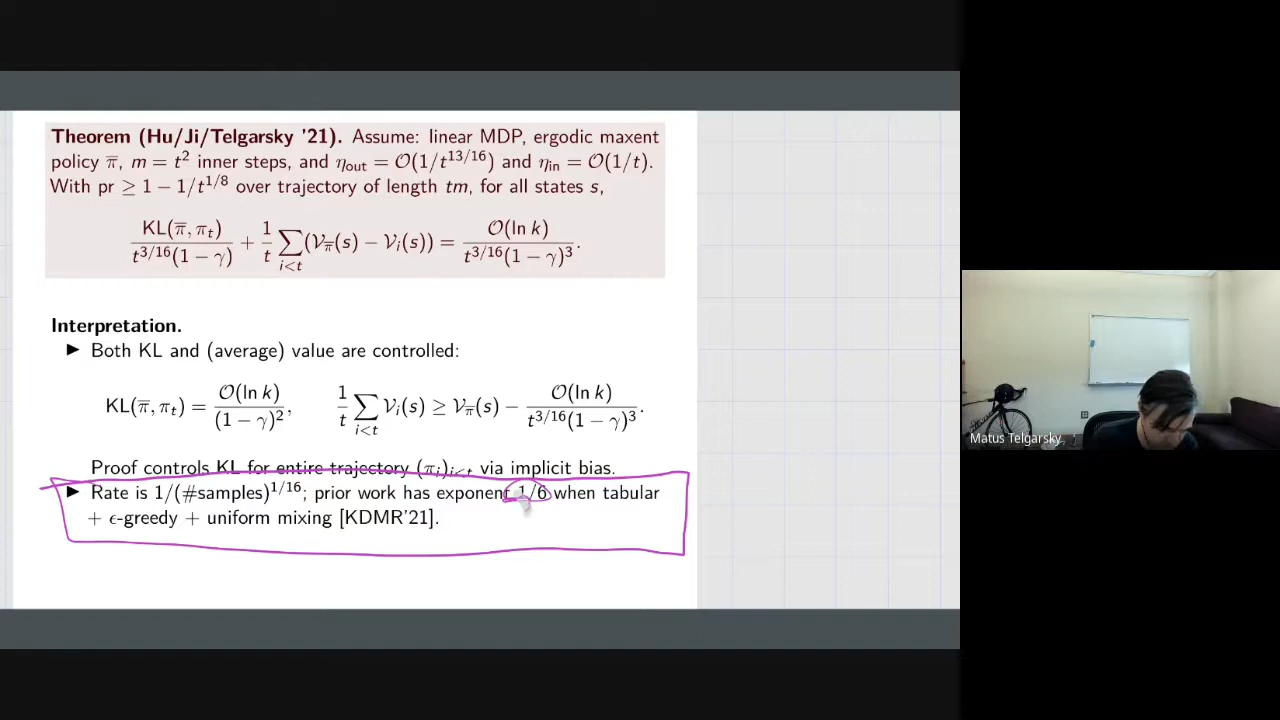 Theorem (Hu/Ji/Telgarsky '21). Assume: linear MDP, ergodic maxent
policy π̅, m = t² inner steps, and η_out = 𝒪(1/t^{13/16}) and η_in = 𝒪(1/t).
With pr ≥ 1 − 1/t^{1/8} over trajectory of length tm, for all states s,
KL(π̅, π_t) / (t^{3/16}(1 − γ)) + 1/t ∑_{i<t} (𝒱_π̅(s) − 𝒱_i(s)) = 𝒪(ln k) / (t^{3/16}(1 − γ)³).
Interpretation.
▶ Both KL and (average) value are controlled:
KL(π̅, π_t) = 𝒪(ln k) / (1 − γ)², 1/t ∑_{i<t} 𝒱_i(s) ≥ 𝒱_π̅(s) − 𝒪(ln k) / (t^{3/16}(1 − γ)³).
Proof controls KL for entire trajectory (π_i)_{i<t} via implicit bias.
▶ Rate is 1/(#samples)^{1/16}; prior work has exponent 1/6 when tabular
+ ϵ-greedy + uniform mixing [KDMR'21].
Matus Telgarsky